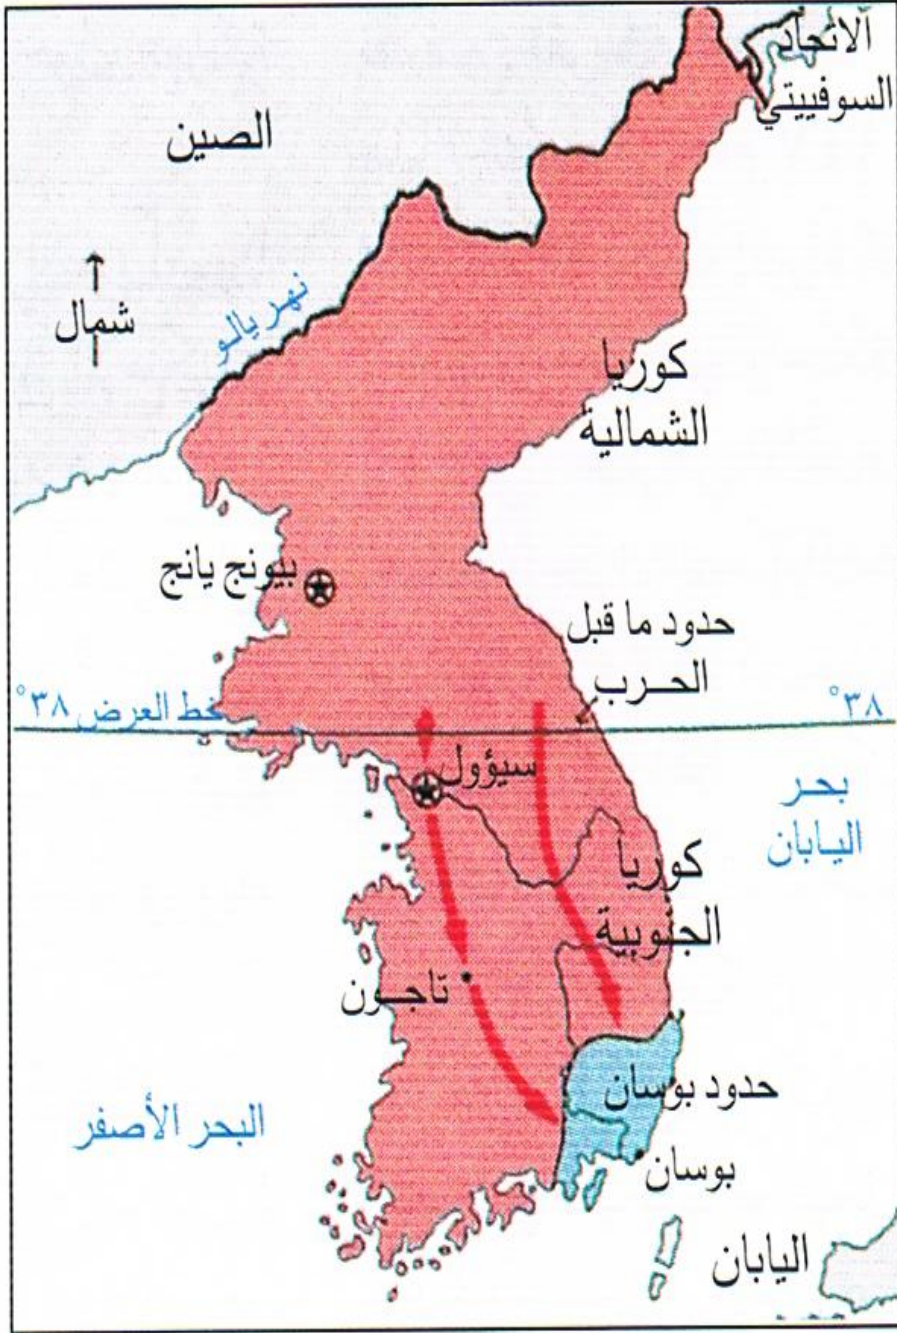 الاتحاد
السوفييتي
الصين
شمال
نهر يالو
كوريا
الشمالية
بيونج يانج
حدود ما قبل
الحرب
خط العرض ٣٨°
٣٨°
سيؤول
بحر
اليابان
كوريا
الجنوبية
تاجون
حدود بوسان
البحر الأصفر
بوسان
اليابان